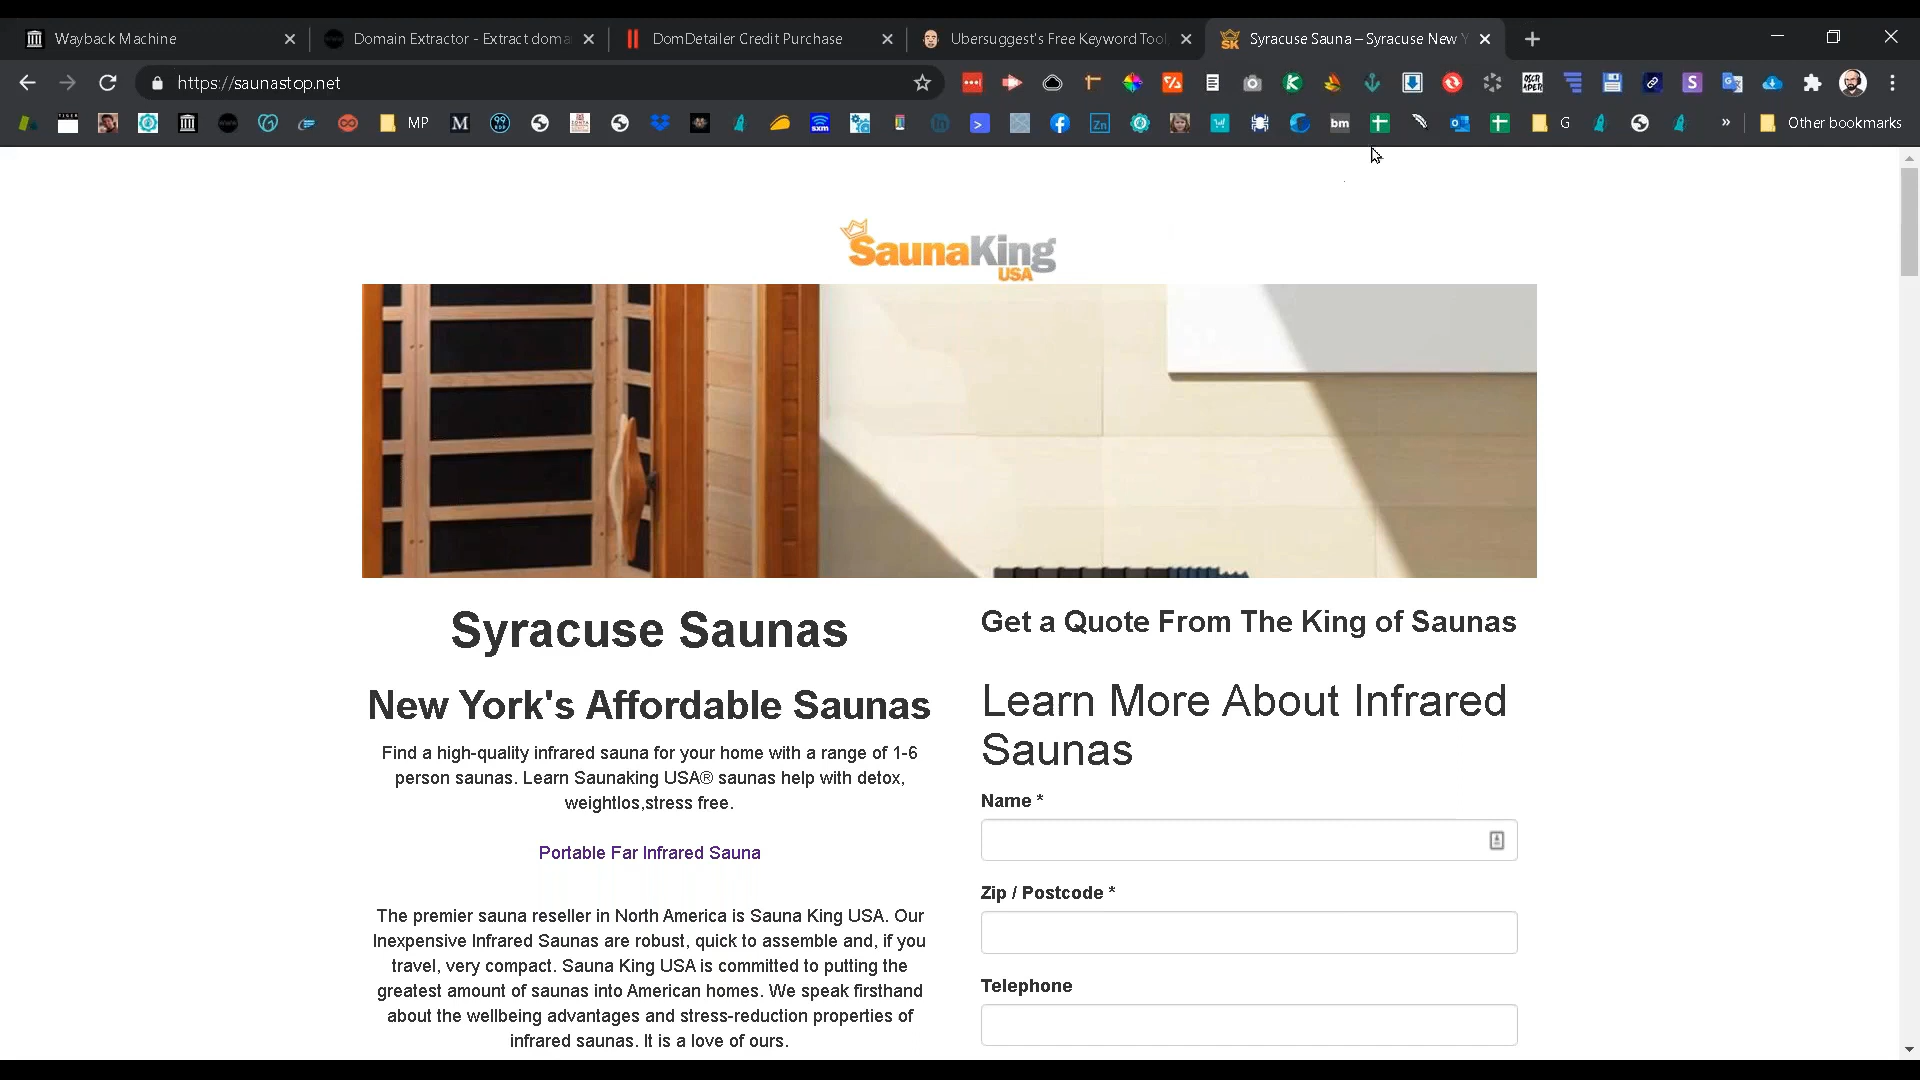 Wayback Machine
Domain Extractor - Extract doma
DomDetailer Credit Purchase
Ubersuggest's Free Keyword Tool
Syracuse Sauna – Syracuse New Y
https://saunastop.net
MP
G
bm
sxm
Zn
» Other bookmarks
SaunaKing
USA
Syracuse Saunas
New York's Affordable Saunas
Find a high-quality infrared sauna for your home with a range of 1-6
person saunas. Learn Saunaking USA® saunas help with detox,
weightlos,stress free.
Portable Far Infrared Sauna
The premier sauna reseller in North America is Sauna King USA. Our
Inexpensive Infrared Saunas are robust, quick to assemble and, if you
travel, very compact. Sauna King USA is committed to putting the
greatest amount of saunas into American homes. We speak firsthand
about the wellbeing advantages and stress-reduction properties of
infrared saunas. It is a love of ours.
Get a Quote From The King of Saunas
Learn More About Infrared
Saunas
Name *
Zip / Postcode *
Telephone